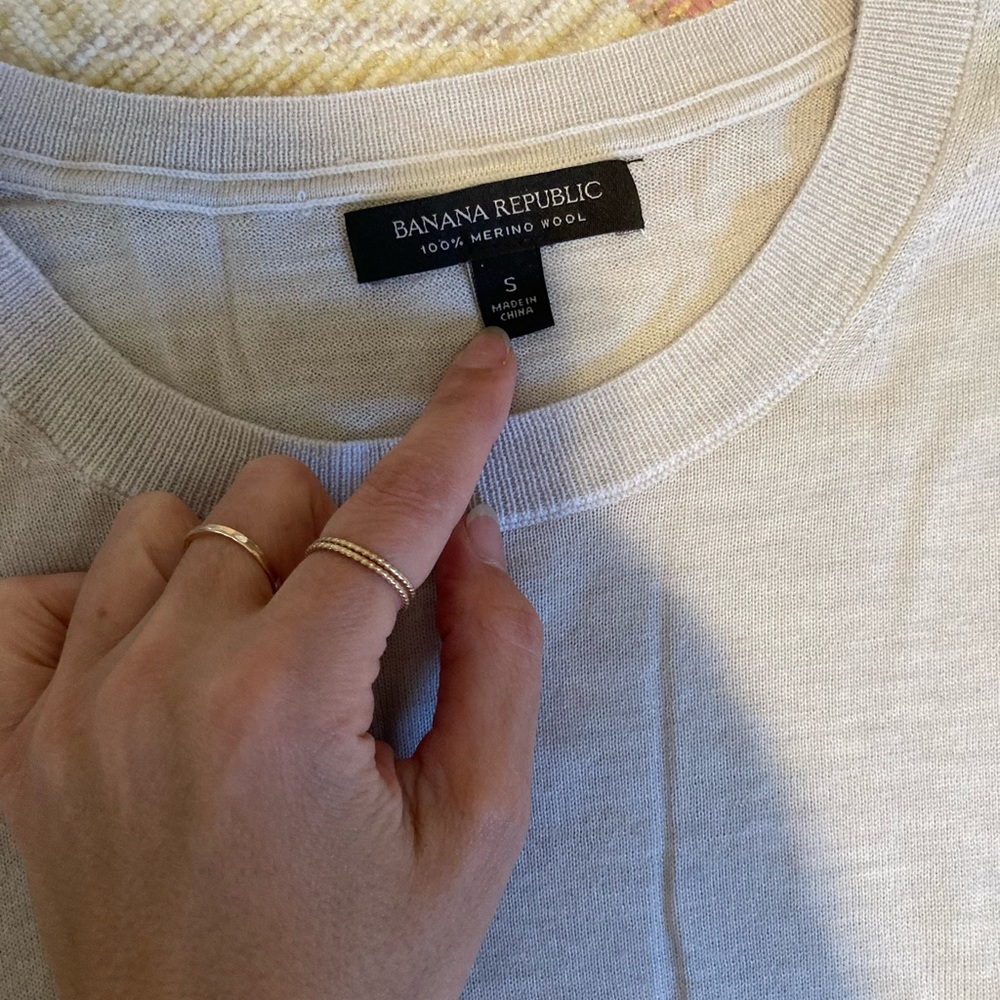 BANANA REPUBLIC
100% MERINO WOOL
S
MADE IN
CHINA